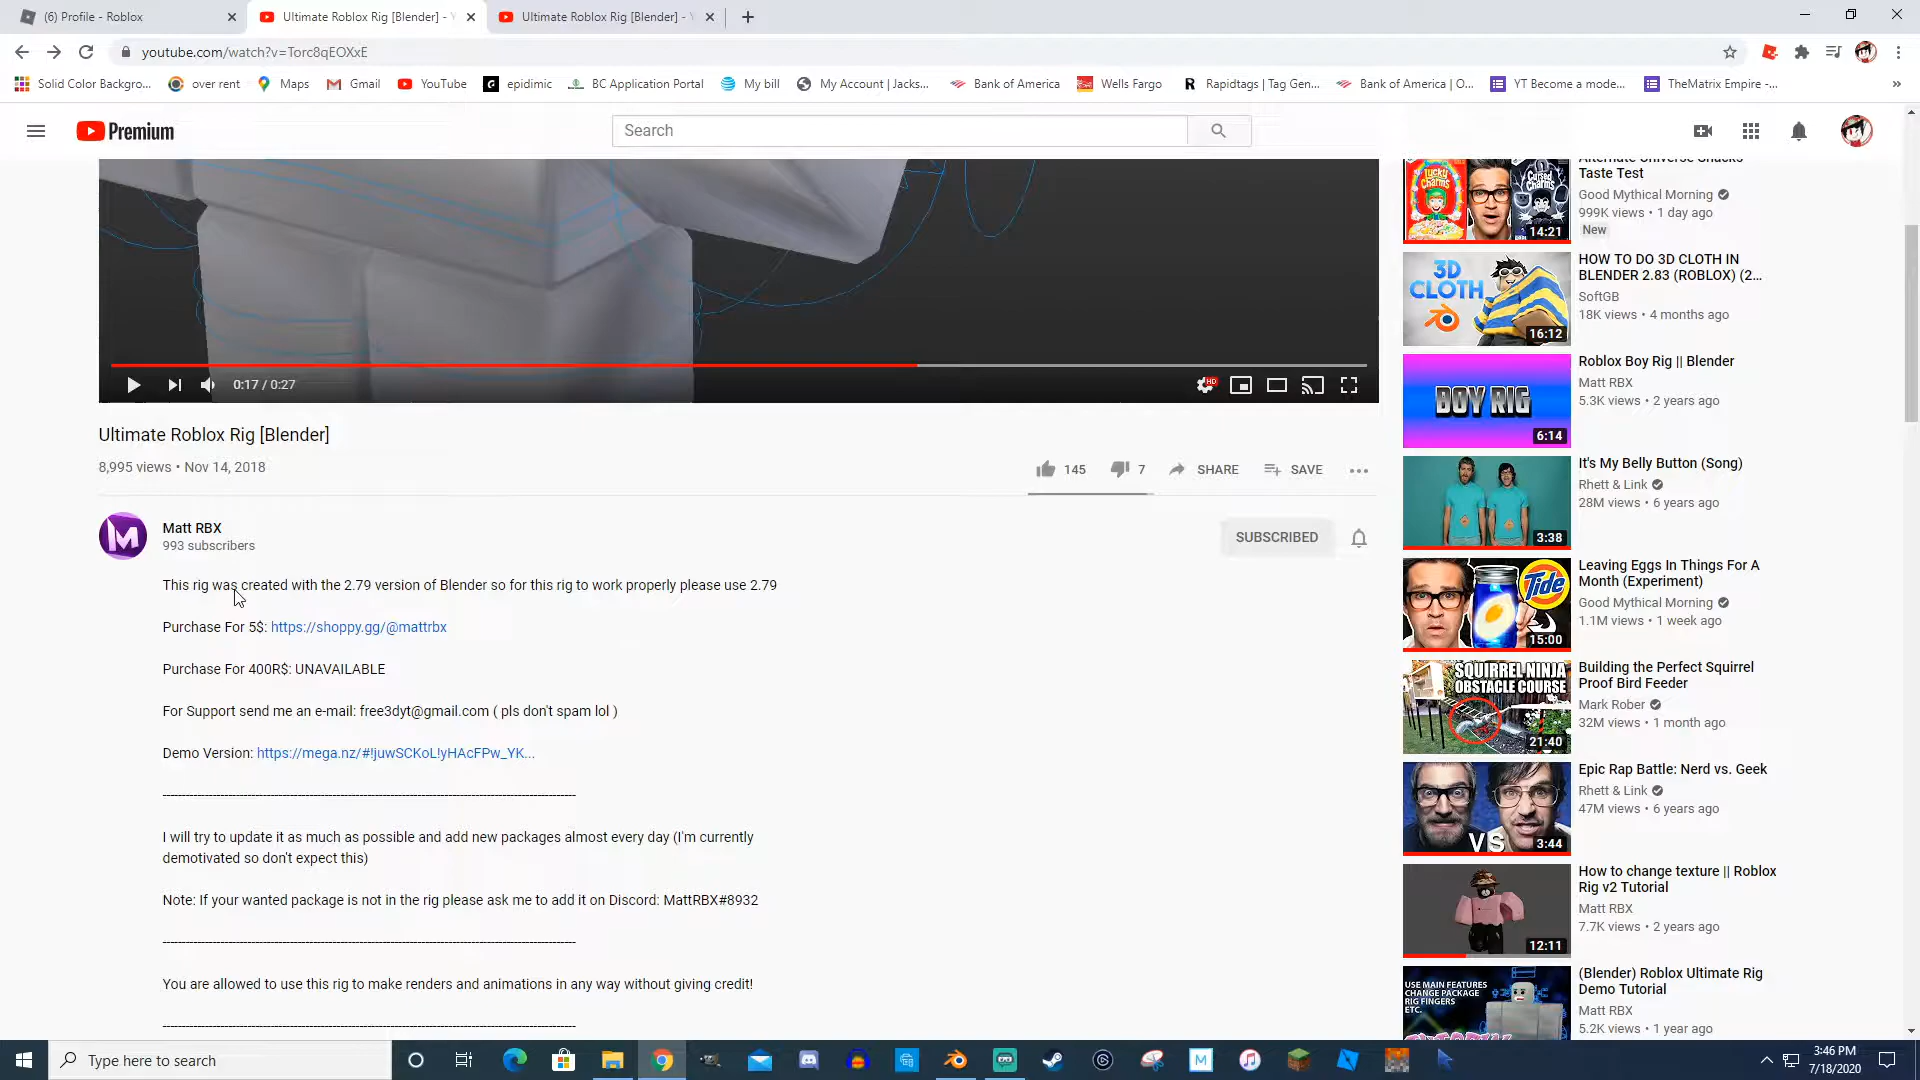 (6) Profile - Roblox
Ultimate Roblox Rig [Blender] -
Ultimate Roblox Rig [Blender] -
youtube.com/watch?v=Torc8qEOXxE
Solid Color Backgro...
over rent
Maps
Gmail
YouTube
epidimic
BC Application Portal
My bill
My Account | Jacks...
Bank of America
Wells Fargo
Rapidtags | Tag Gen...
Bank of America | O...
YT Become a mode...
TheMatrix Empire -...
Premium
Search
0:17 / 0:27
HD
Ultimate Roblox Rig [Blender]
8,995 views • Nov 14, 2018
145
7
SHARE
SAVE
Matt RBX
993 subscribers
SUBSCRIBED
This rig was created with the 2.79 version of Blender so for this rig to work properly please use 2.79
Purchase For 5$: https://shoppy.gg/@mattrbx
Purchase For 400R$: UNAVAILABLE
For Support send me an e-mail: free3dyt@gmail.com ( pls don't spam lol )
Demo Version: https://mega.nz/#!juwSCKoL!yHAcFPw_YK...
I will try to update it as much as possible and add new packages almost every day (I'm currently
demotivated so don't expect this)
Note: If your wanted package is not in the rig please ask me to add it on Discord: MattRBX#8932
You are allowed to use this rig to make renders and animations in any way without giving credit!
Alternate Universe Snacks
Taste Test
Good Mythical Morning
999K views • 1 day ago
New
Lucky Charms
Cursed Charms
14:21
HOW TO DO 3D CLOTH IN
BLENDER 2.83 (ROBLOX) (2...
SoftGB
18K views • 4 months ago
3D
CLOTH
16:12
Roblox Boy Rig || Blender
Matt RBX
5.3K views • 2 years ago
BOY RIG
6:14
It's My Belly Button (Song)
Rhett & Link
28M views • 6 years ago
3:38
Leaving Eggs In Things For A
Month (Experiment)
Good Mythical Morning
1.1M views • 1 week ago
Tide
15:00
Building the Perfect Squirrel
Proof Bird Feeder
Mark Rober
32M views • 1 month ago
SQUIRREL NINJA
OBSTACLE COURSE
21:40
Epic Rap Battle: Nerd vs. Geek
Rhett & Link
47M views • 6 years ago
VS
3:44
How to change texture || Roblox
Rig v2 Tutorial
Matt RBX
7.7K views • 2 years ago
12:11
(Blender) Roblox Ultimate Rig
Demo Tutorial
Matt RBX
5.2K views • 1 year ago
USE MAIN FEATURES
CHANGE PACKAGE
RIG FINGERS
ETC.
Type here to search
3:46 PM
7/18/2020